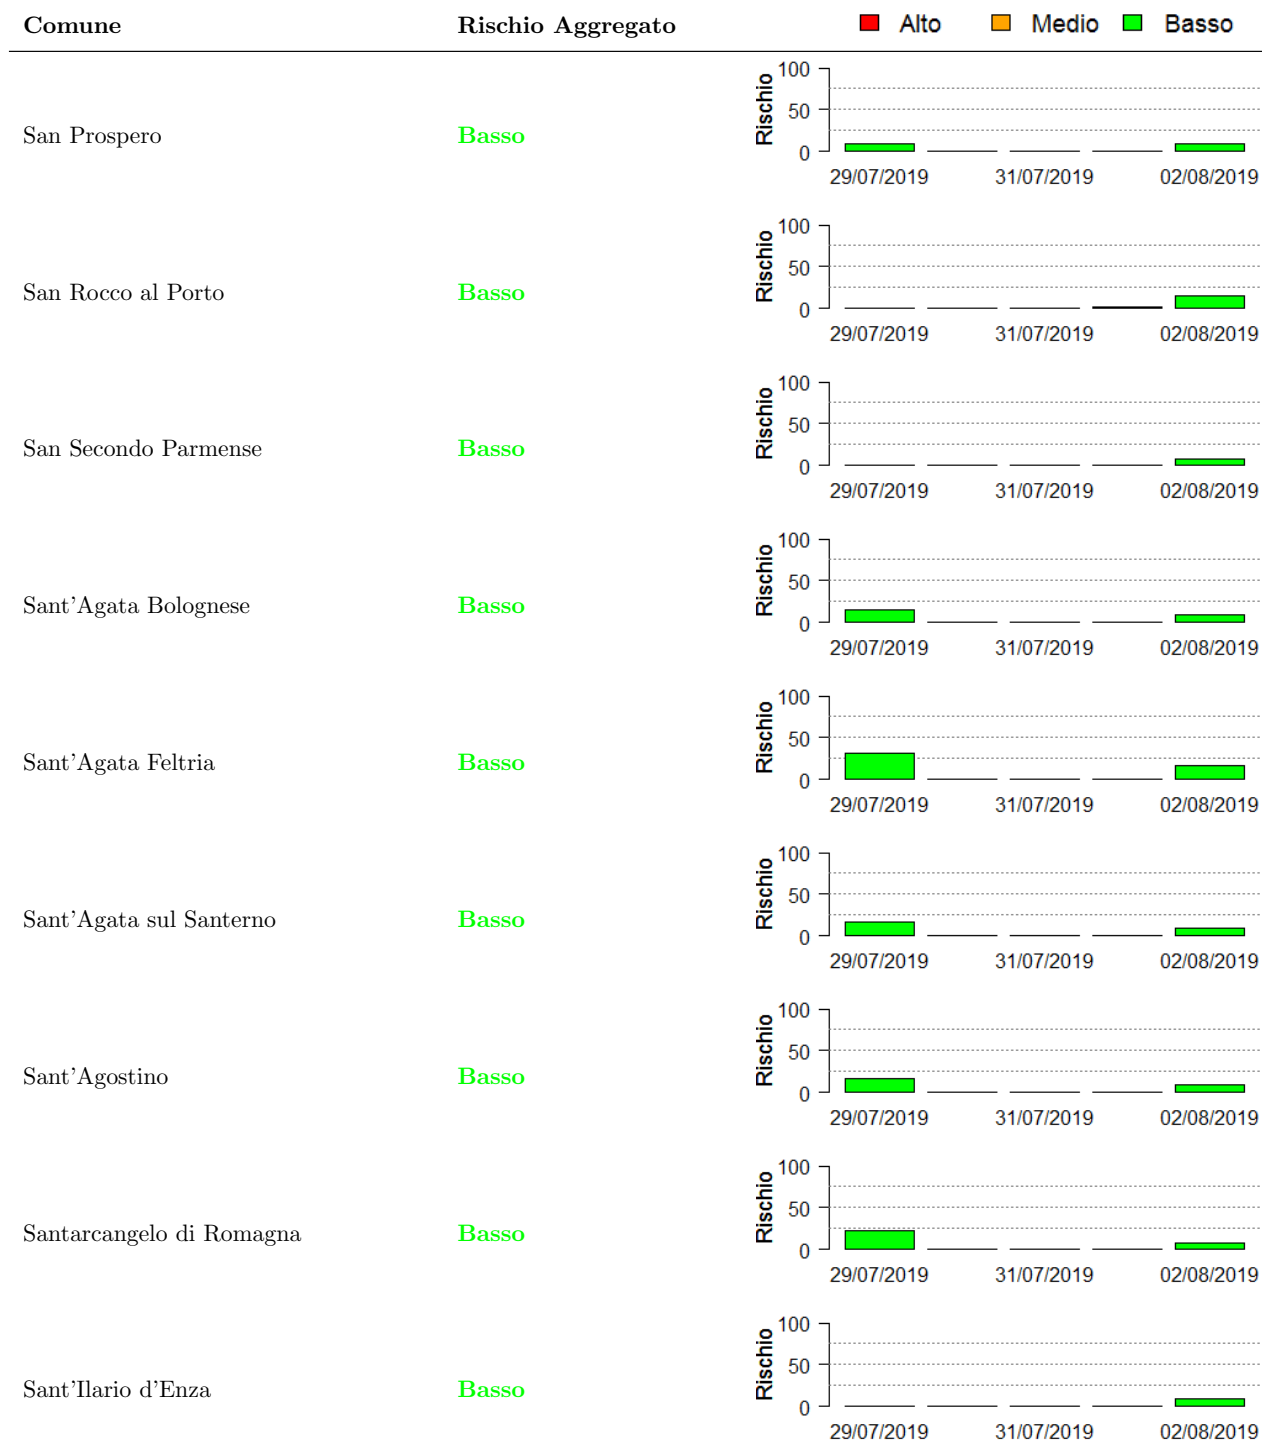 Comune Rischio Aggregato Alto Medio Basso
100
50
0
Rischio
San Prospero Basso
29/07/2019 31/07/2019 02/08/2019
100
50
0
Rischio
San Rocco al Porto Basso
29/07/2019 31/07/2019 02/08/2019
100
50
0
Rischio
San Secondo Parmense Basso
29/07/2019 31/07/2019 02/08/2019
100
50
0
Rischio
Sant'Agata Bolognese Basso
29/07/2019 31/07/2019 02/08/2019
100
50
0
Rischio
Sant'Agata Feltria Basso
29/07/2019 31/07/2019 02/08/2019
100
50
0
Rischio
Sant'Agata sul Santerno Basso
29/07/2019 31/07/2019 02/08/2019
100
50
0
Rischio
Sant'Agostino Basso
29/07/2019 31/07/2019 02/08/2019
100
50
0
Rischio
Santarcangelo di Romagna Basso
29/07/2019 31/07/2019 02/08/2019
100
50
0
Rischio
Sant'Ilario d'Enza Basso
29/07/2019 31/07/2019 02/08/2019